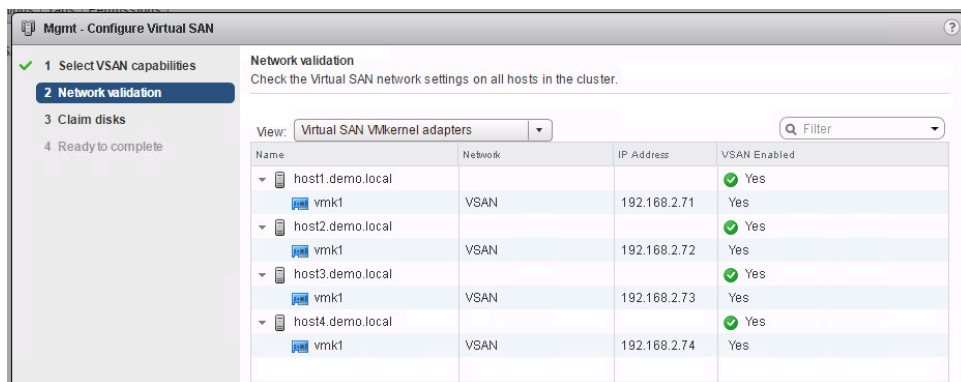 Mgmt - Configure Virtual SAN
?
1 Select VSAN capabilities
2 Network validation
3 Claim disks
4 Ready to complete
Network validation
Check the Virtual SAN network settings on all hosts in the cluster.
View: Virtual SAN VMkernel adapters
Filter
Name Network IP Address VSAN Enabled
host1.demo.local Yes
vmk1 VSAN 192.168.2.71 Yes
host2.demo.local Yes
vmk1 VSAN 192.168.2.72 Yes
host3.demo.local Yes
vmk1 VSAN 192.168.2.73 Yes
host4.demo.local Yes
vmk1 VSAN 192.168.2.74 Yes